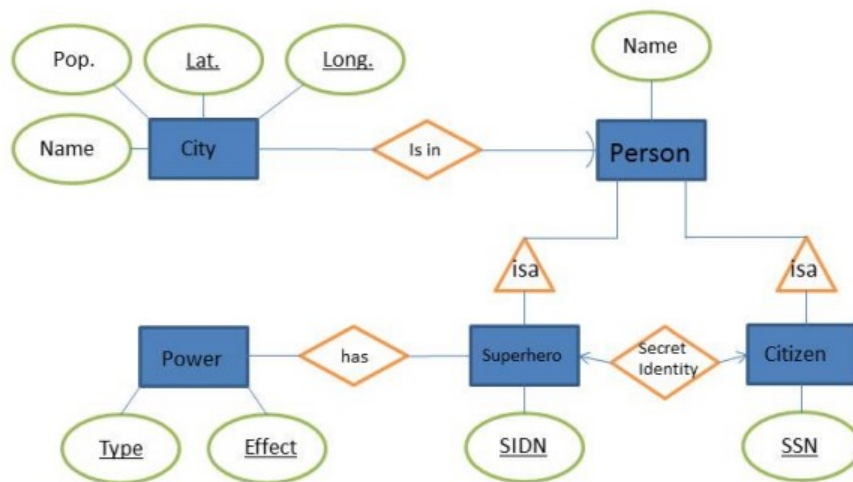 Pop.
Lat.
Long.
Name
Name
City
Is in
Person
isa
isa
Power
has
Superhero
Secret
Identity
Citizen
Type
Effect
SIDN
SSN